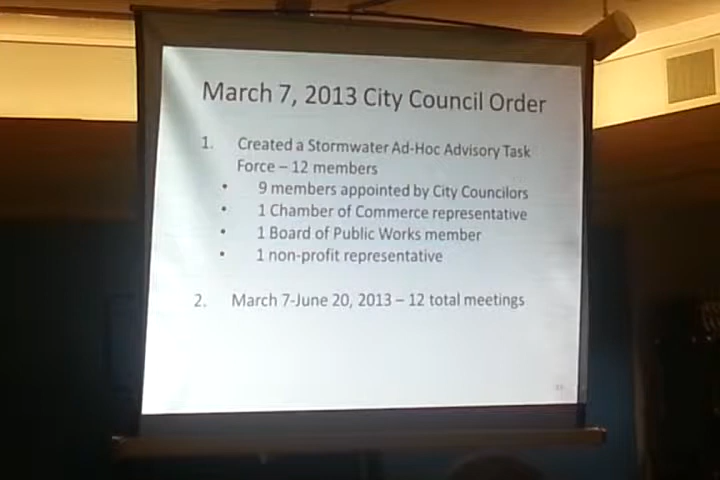 March 7, 2013 City Council Order
1. Created a Stormwater Ad-Hoc Advisory Task
Force – 12 members
• 9 members appointed by City Councilors
• 1 Chamber of Commerce representative
• 1 Board of Public Works member
• 1 non-profit representative
2. March 7-June 20, 2013 – 12 total meetings